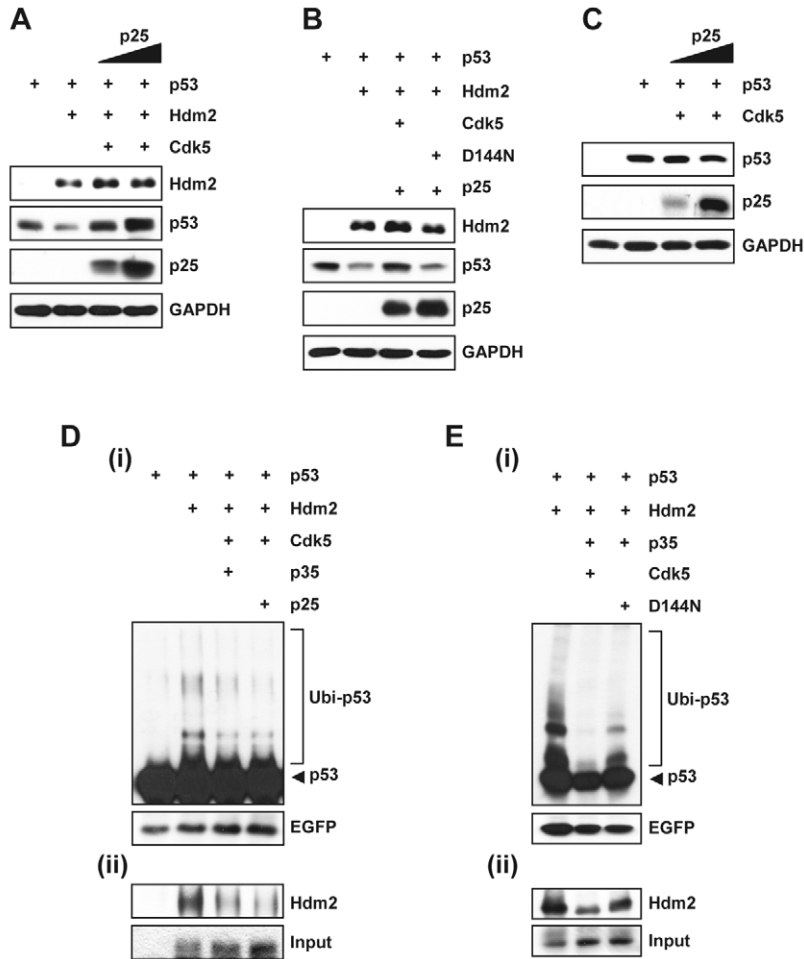 A
p25
+ + + + p53
+ + + Hdm2
+ + Cdk5
Hdm2
p53
p25
GAPDH
B
+ + + + p53
+ + + Hdm2
+ Cdk5
+ D144N
+ + p25
Hdm2
p53
p25
GAPDH
C
p25
+ + + p53
+ + Cdk5
p53
p25
GAPDH
D
(i)
+ + + + p53
+ + + Hdm2
+ + Cdk5
+ p35
+ p25
Ubi-p53
p53
EGFP
(ii)
Hdm2
Input
E
(i)
+ + + p53
+ + + Hdm2
+ + p35
+ Cdk5
+ D144N
Ubi-p53
p53
EGFP
(ii)
Hdm2
Input